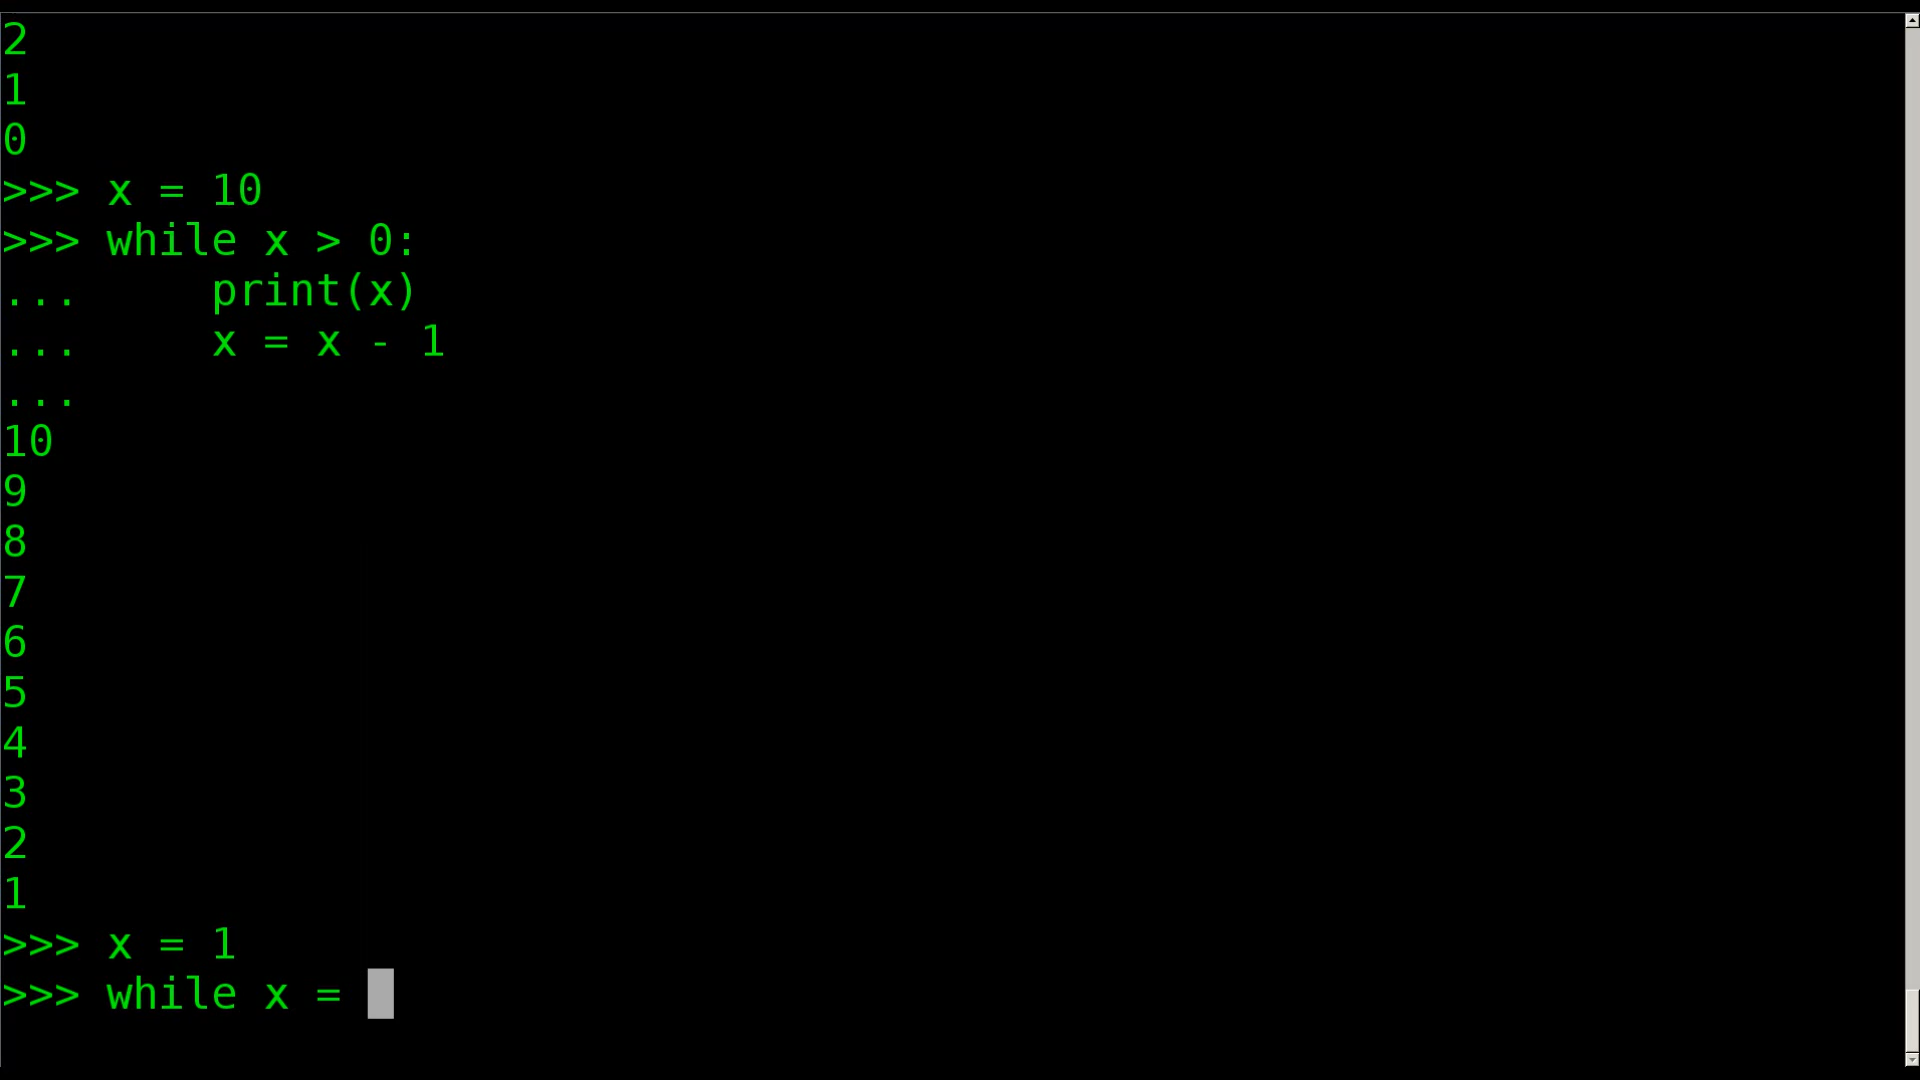 2
1
0
>>> x = 10
>>> while x > 0:
...     print(x)
...     x = x - 1
...
10
9
8
7
6
5
4
3
2
1
>>> x = 1
>>> while x =